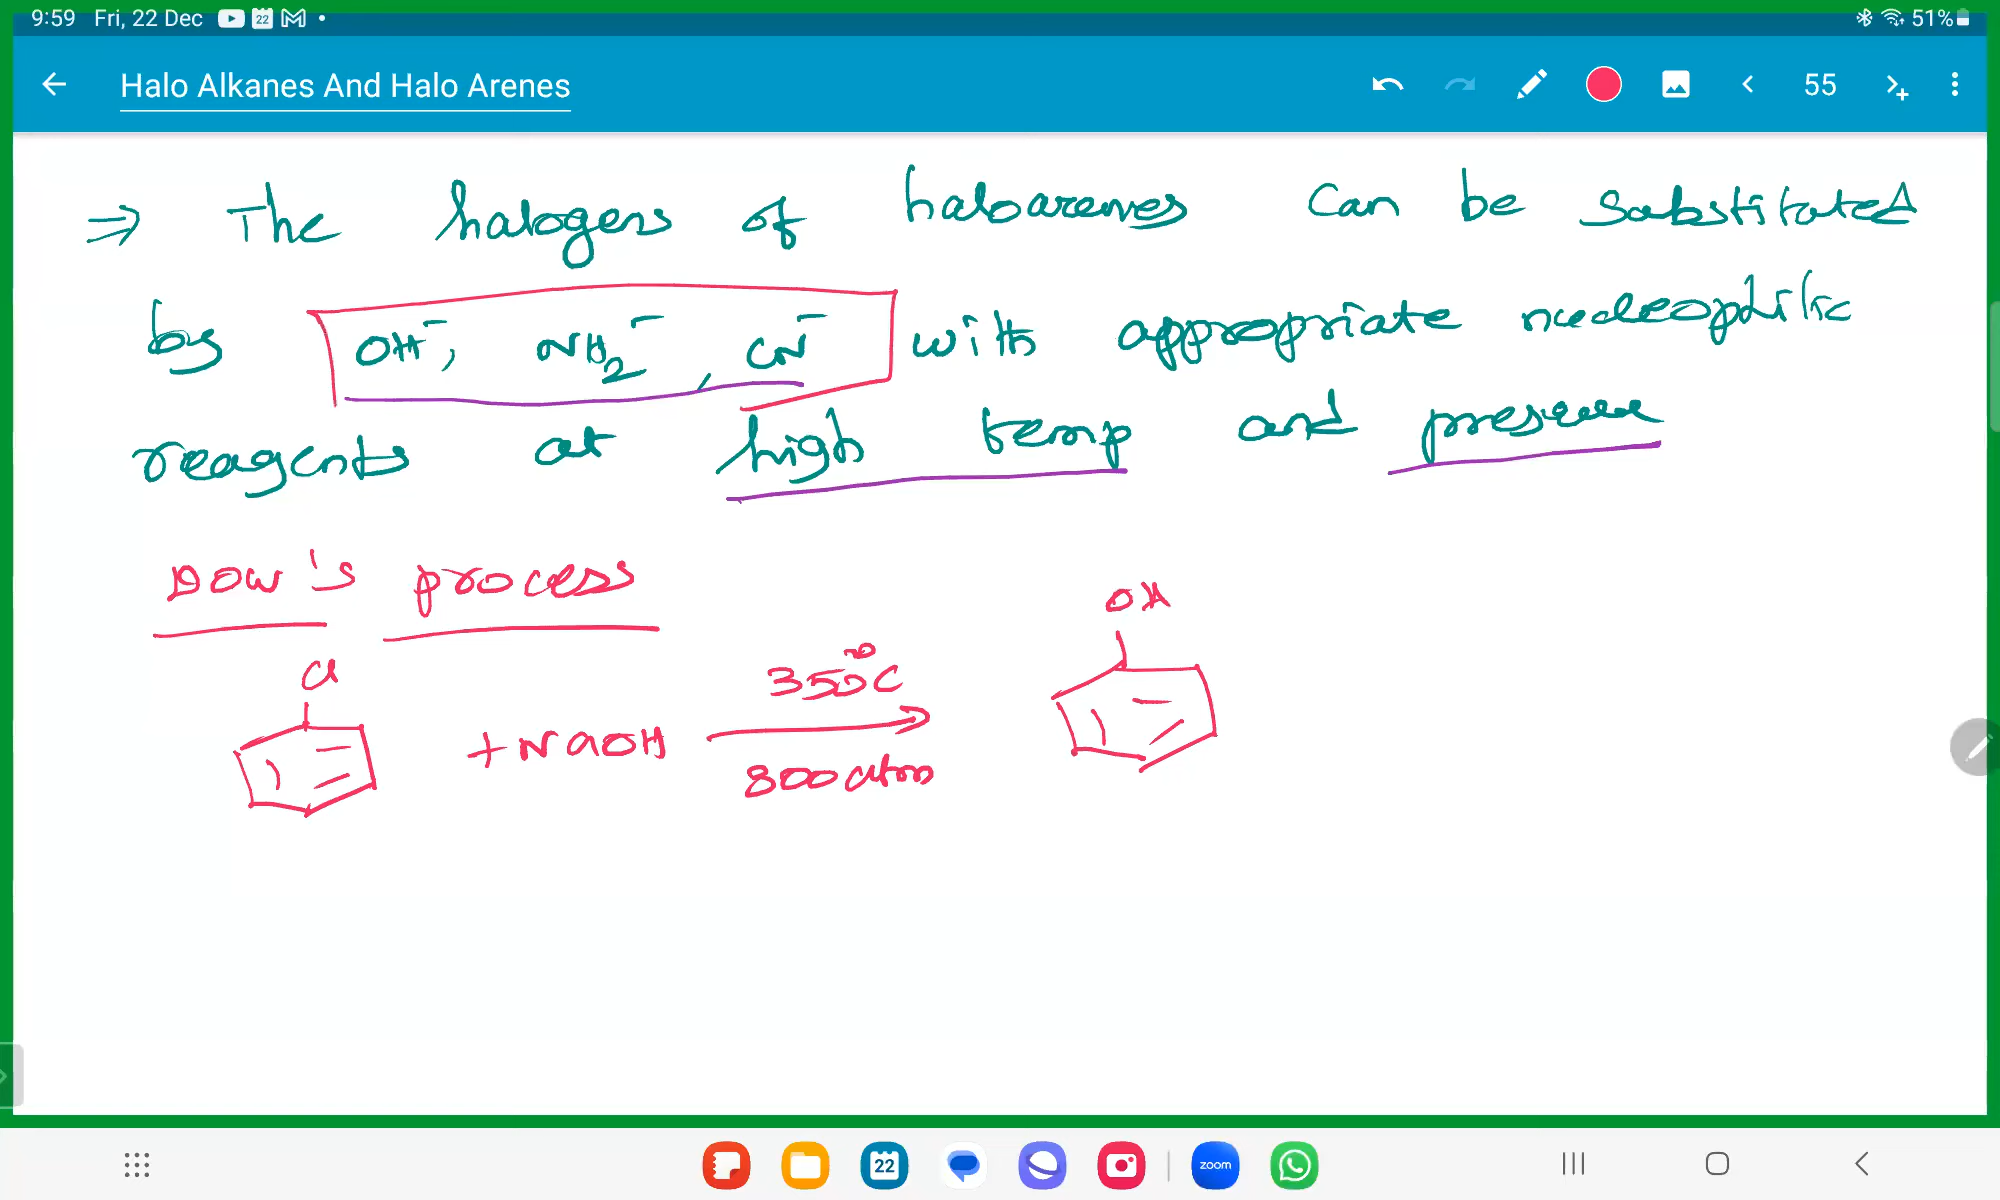 9:59 Fri, 22 Dec 22 51%
Halo Alkanes And Halo Arenes 55
⇒ The halogens of haloarenes can be substituted
by OH⁻, NH₂⁻, CN⁻ with appropriate nucleophilic
reagents at high temp and pressure
Dow's process
Cl OH
+ NaOH 350°C
300 atm
22 zoom